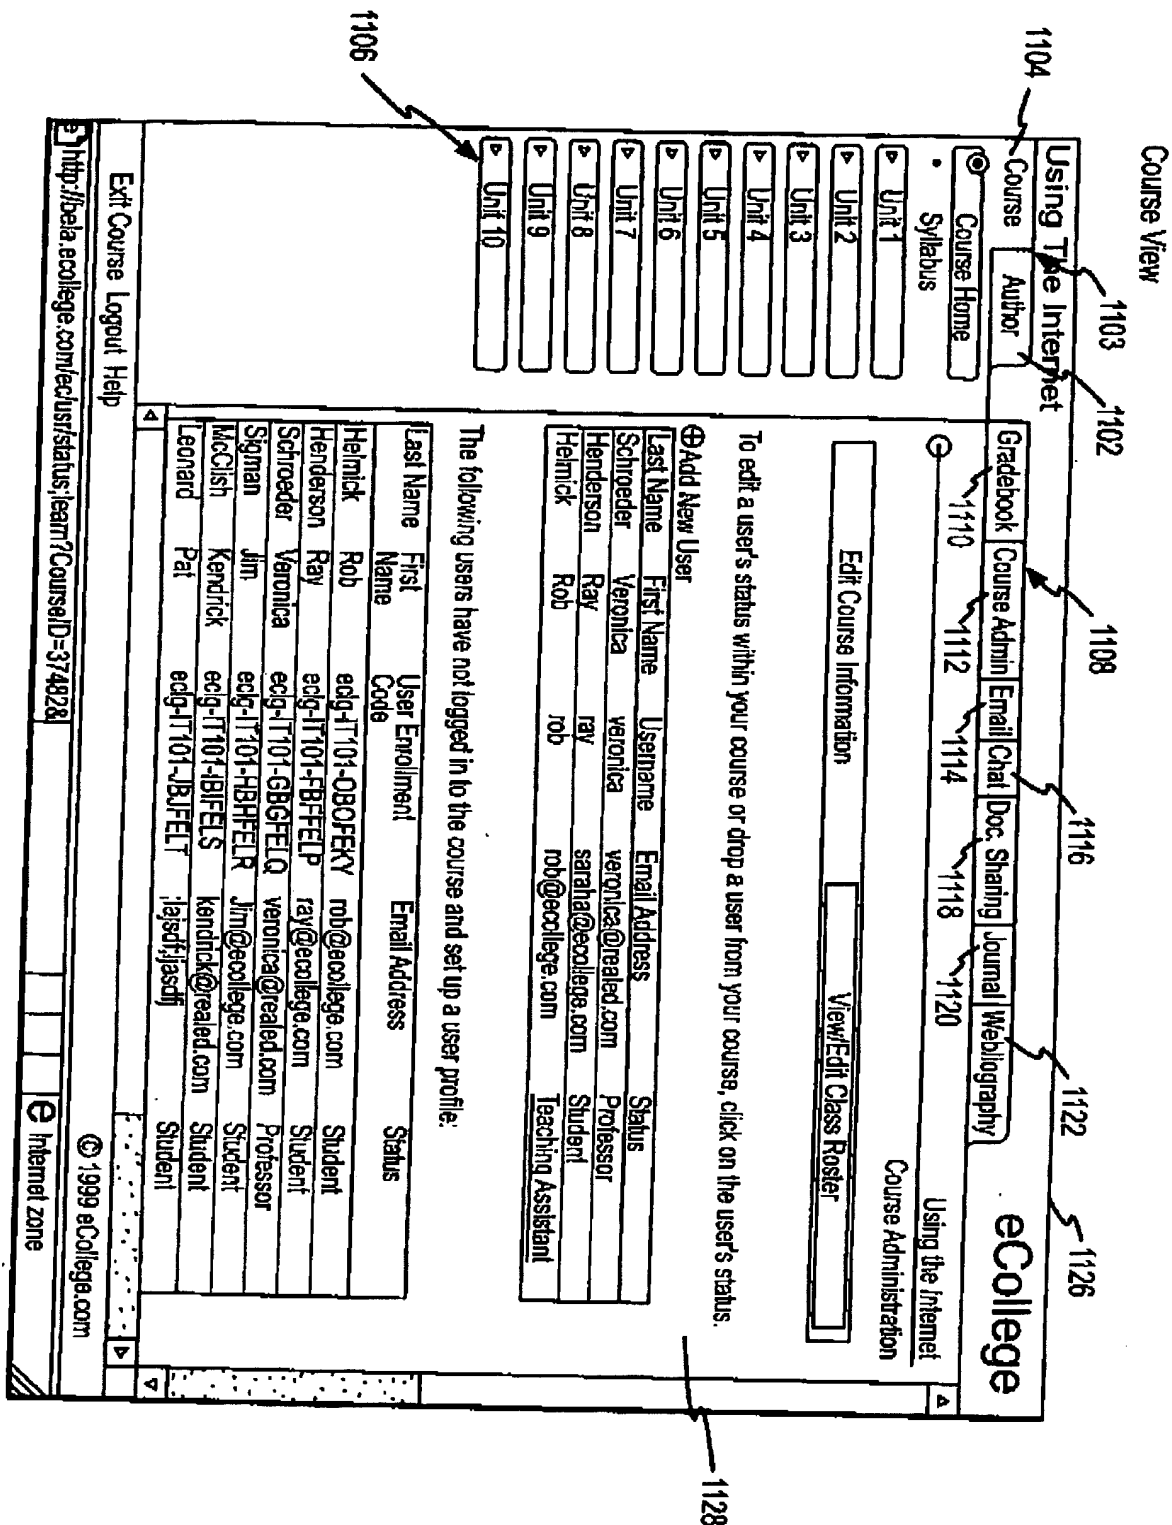 Course View
1103
1102
1108
1116
1122
1126
1104
Using The Internet
eCollege
Course Author
Gradebook Course Admin Email Chat Doc. Sharing Journal Webliography
1110
1112
1114
1118
1120
Course Home
Syllabus
Unit 1
Unit 2
Unit 3
Unit 4
Unit 5
Unit 6
Unit 7
Unit 8
Unit 9
Unit 10
1106
Using the Internet
Course Administration
Edit Course Information View/Edit Class Roster
To edit a user's status within your course or drop a user from your course, click on the user's status.
Add New User
Last Name First Name Username Email Address Status
Schroeder Veronica veronica veronica@realed.com Professor
Henderson Ray ray saraha@ecollege.com Student
Helmick Rob rob rob@ecollege.com Teaching Assistant
1128
The following users have not logged in to the course and set up a user profile:
Last Name First Name User Enrollment Code Email Address Status
Helmick Rob eclg-IT101-OBOFEKY rob@ecollege.com Student
Henderson Ray eclg-IT101-FBFFELP ray@ecollege.com Student
Schroeder Veronica eclg-IT101-GBGFELQ veronica@realed.com Professor
Sigman Jim eclg-IT101-HBHFELR Jim@ecollege.com Student
McClish Kendrick eclg-IT101-IBIFELS kendrick@realed.com Student
Leonard Pat eclg-IT101-JBJFELT ;lajsdf;ljasdfj Student
Exit Course Logout Help
© 1999 eCollege.com
http://bela.ecollege.com/ec/usr/status;learn?CourseID=374828
e Internet zone